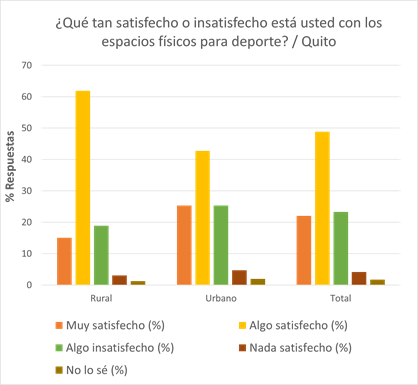 ¿Qué tan satisfecho o insatisfecho está usted con los
espacios físicos para deporte? / Quito
% Respuestas
70
60
50
40
30
20
10
0
Rural
Urbano
Total
Muy satisfecho (%)
Algo satisfecho (%)
Algo insatisfecho (%)
Nada satisfecho (%)
No lo sé (%)